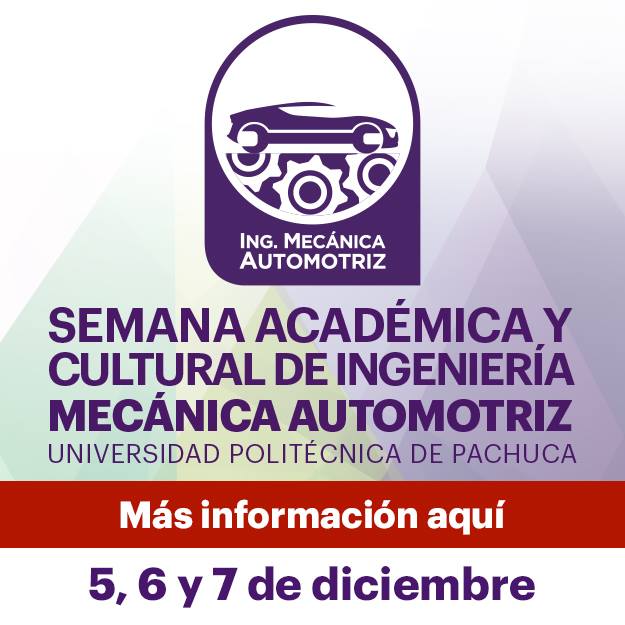 ING. MECÁNICA
AUTOMOTRIZ
SEMANA ACADÉMICA Y
CULTURAL DE INGENIERÍA
MECÁNICA AUTOMOTRIZ
UNIVERSIDAD POLITÉCNICA DE PACHUCA
Más información aquí
5, 6 y 7 de diciembre